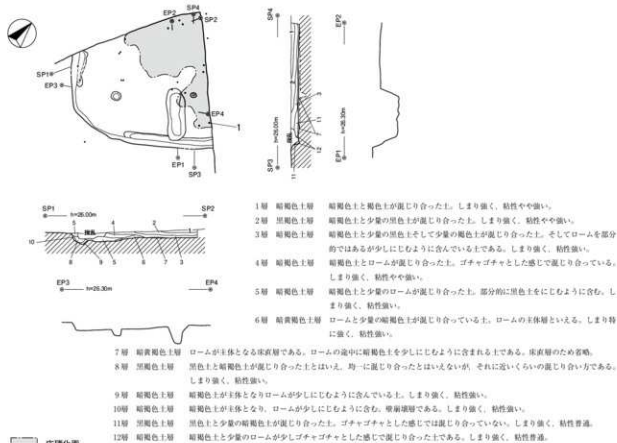 EP2
SP4
SP2
SP1
EP3
EP4
1
EP1
SP3
SP4
EP2
3
11
7
12
h=26.00m
h=26.30m
SP3
EP1
11
SP1
SP2
h=26.00m
5
撹乱
4
2
1
10
8
9
5
6
7
3
EP3
EP4
h=26.30m
1層 暗褐色土層 暗褐色土と褐色土が混じり合った土。しまり強く、粘性やや強い。
2層 黒褐色土層 暗褐色土と少量の黒色土が混じり合った土。しまり強く、粘性やや強い。
3層 暗褐色土層 暗褐色土と少量の黒色土そして少量の褐色土が混じり合った土。そしてロームを部分
的ではあるが少しにじむように含んでいる土である。しまり強く、粘性強い。
4層 暗褐色土層 暗褐色土とロームが混じり合った土。ゴチャゴチャとした感じで混じり合っている。
しまり強く、粘性やや強い。
5層 暗褐色土層 暗褐色土と少量のロームが混じり合った土。部分的に黒色土をにじむように含む。し
まり強く、粘性強い。
6層 暗黄褐色土層 ロームと少量の暗褐色土が混じり合っている土。ロームの主体層といえる。しまり特
に強く、粘性強い。
7層 暗黄褐色土層 ロームが主体となる床直層である。ロームの途中に暗褐色土を少しにじむように含まれる土である。床直層のため省略。
8層 黒褐色土層 黒色土と暗褐色土が混じり合った土とはいえ、均一に混じり合ったとはいえないが、それに近いくらいの混じり合い方である。
しまり強く、粘性強い。
9層 暗褐色土層 暗褐色土が主体となりロームが少しにじむように含んでいる土。しまり強く、粘性強い。
10層 暗褐色土層 暗褐色土が主体となり、ロームが少しにじむように含む。壁崩壊層である。しまり強く、粘性強い。
11層 黒褐色土層 黒色土と少量の暗褐色土が混じり合った土。ゴチャゴチャとした感じでは混じり合っていない。しまり強く、粘性普通。
12層 暗褐色土層 暗褐色土と少量のロームが少しゴチャゴチャとした感じで混じり合った土である。しまり強く、粘性普通。